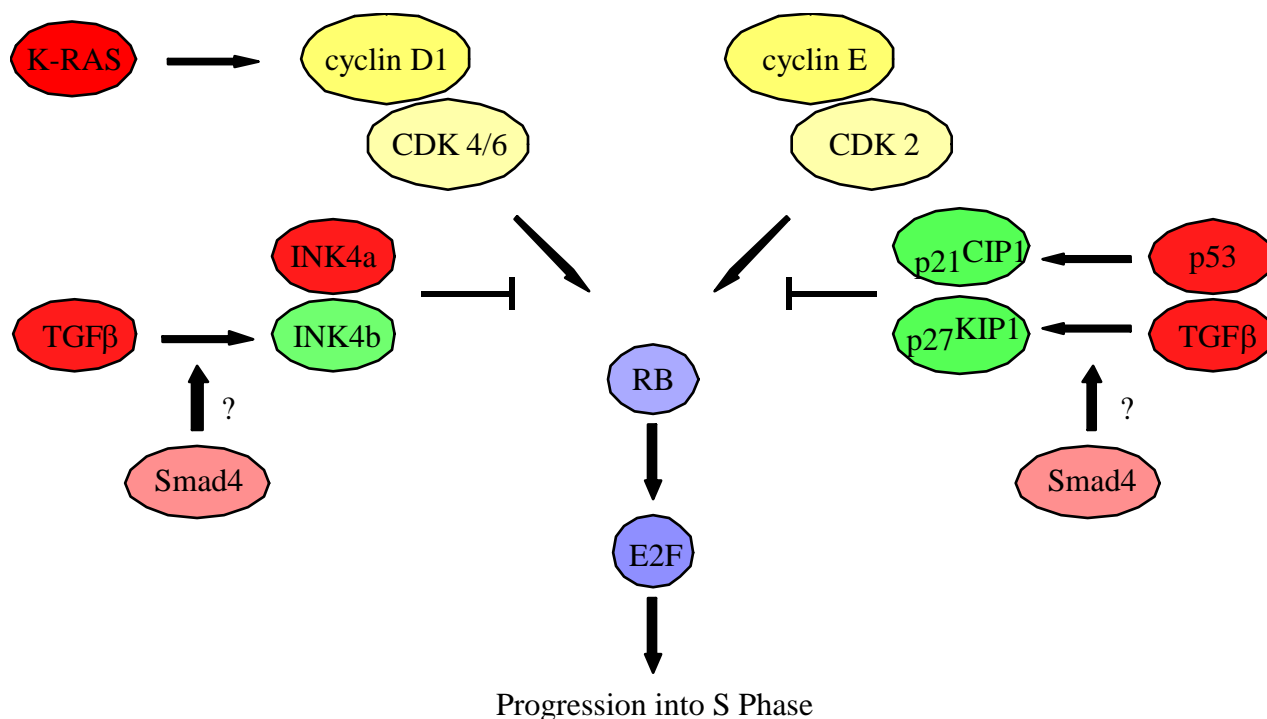 K-RAS
cyclin D1
cyclin E
CDK 4/6
CDK 2
INK4a
p21CIP1
p53
TGFβ
INK4b
p27KIP1
TGFβ
RB
?
?
Smad4
Smad4
E2F
Progression into S Phase